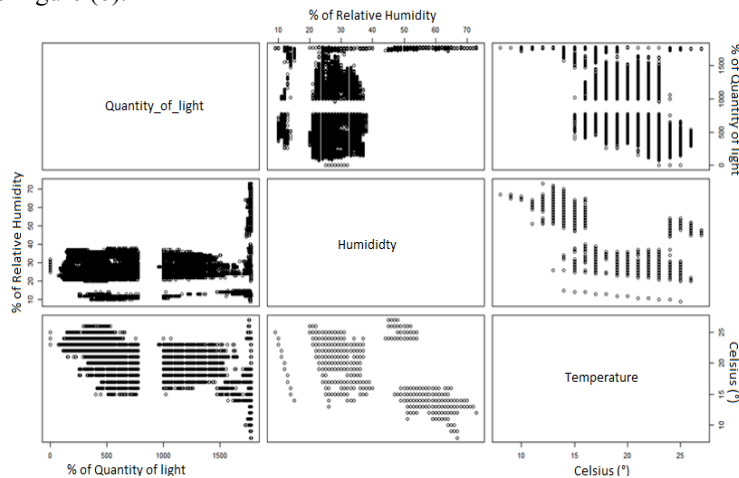 % of Relative Humidity
10 20 30 40 50 60 70
Quantity_of_light
0 500 1000 1500
% of Quantity of light
% of Relative Humidity
10 20 30 40 50 60 70
Humididty
Temperature
10 15 20 25
Celsius (°)
0 500 1000 1500
% of Quantity of light
10 15 20 25
Celsius (°)